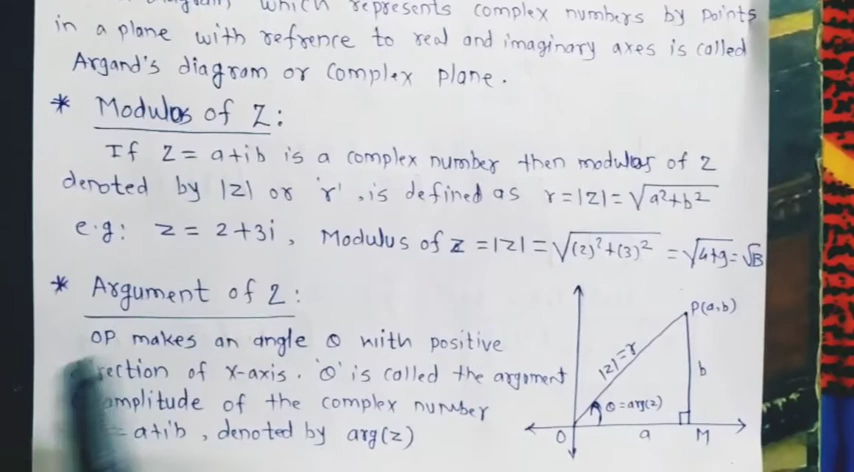 which represents complex numbers by points
in a plane with refrence to real and imaginary axes is called
Argand's diagram or Complex plane.
* Modulas of Z:
If z = a+ib is a complex number then modulas of z
denoted by |z| or 'r', is defined as r=|z|=√a²+b²
e.g: z = 2+3i, Modulus of z =|z|=√(2)²+(3)² =√4+9=√13
* Argument of Z:
OP makes an angle θ with positive
rection of x-axis. 'θ' is called the argument
amplitude of the complex number
= a+ib, denoted by arg(z)
P(a,b)
|z|=r
b
θ=arg(z)
O a M